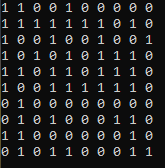 1 1 0 0 1 0 0 0 0 0
1 1 1 1 1 1 1 0 1 0
1 0 0 1 0 0 1 0 0 1
1 0 1 0 1 0 1 1 1 0
1 1 0 1 1 0 1 1 1 0
1 0 0 1 1 1 1 1 1 0
0 1 0 0 0 0 0 0 0 0
0 1 0 1 0 0 0 1 1 0
1 1 0 0 0 0 0 0 1 0
0 1 0 1 1 0 0 0 1 1